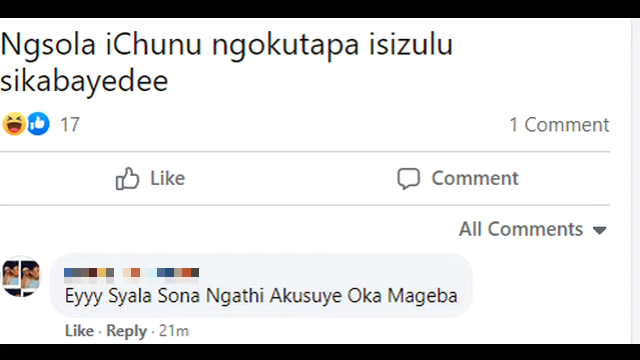 Ngsola iChunu ngokutapa isizulu
sikabayedee
17
1 Comment
Like
Comment
All Comments
Eyyy Syala Sona Ngathi Akusuye Oka Mageba
Like · Reply · 21m